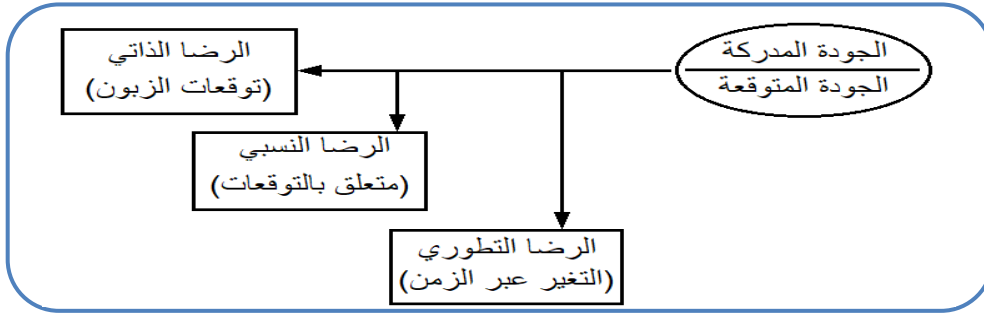 الجودة المدركة
الجودة المتوقعة
الرضا الذاتي
(توقعات الزبون)
الرضا النسبي
(متعلق بالتوقعات)
الرضا التطوري
(التغير عبر الزمن)